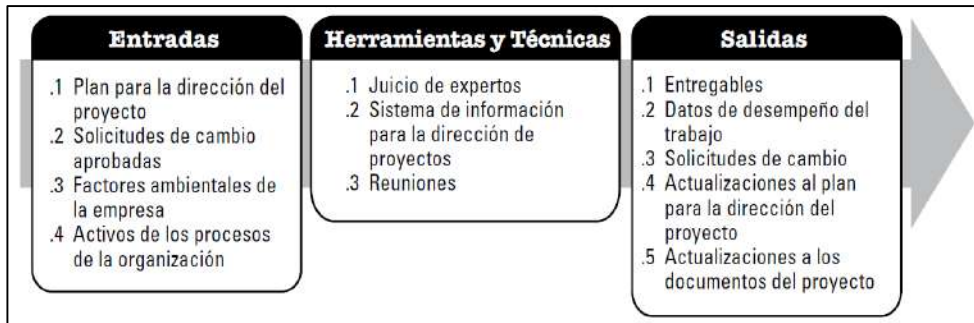 Entradas
.1 Plan para la dirección del
proyecto
.2 Solicitudes de cambio
aprobadas
.3 Factores ambientales de
la empresa
.4 Activos de los procesos
de la organización
Herramientas y Técnicas
.1 Juicio de expertos
.2 Sistema de información
para la dirección de
proyectos
.3 Reuniones
Salidas
.1 Entregables
.2 Datos de desempeño del
trabajo
.3 Solicitudes de cambio
.4 Actualizaciones al plan
para la dirección del
proyecto
.5 Actualizaciones a los
documentos del proyecto